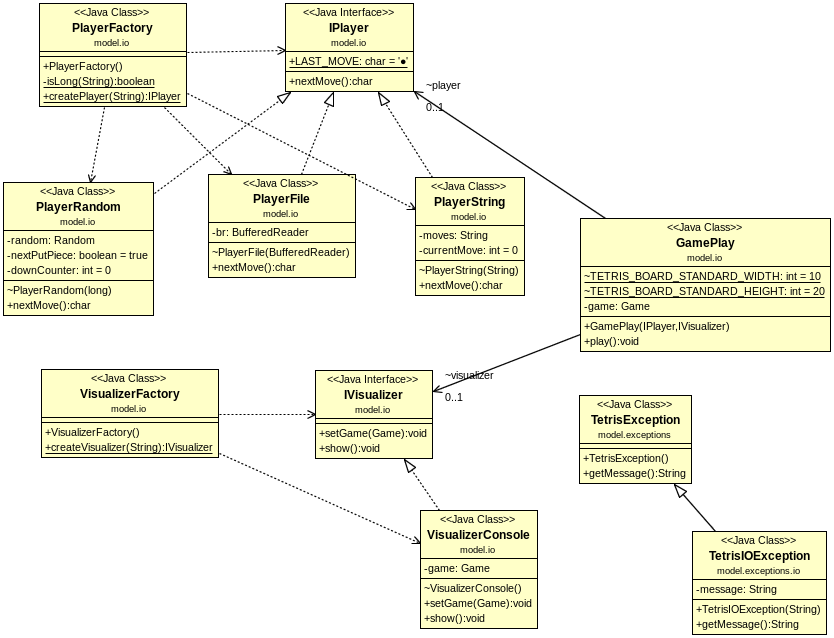 <<Java Class>>
PlayerFactory
model.io
+PlayerFactory()
-isLong(String):boolean
+createPlayer(String):IPlayer
<<Java Interface>>
IPlayer
model.io
+LAST_MOVE: char = '●'
+nextMove():char
~player
0..1
<<Java Class>>
PlayerRandom
model.io
-random: Random
-nextPutPiece: boolean = true
-downCounter: int = 0
~PlayerRandom(long)
+nextMove():char
<<Java Class>>
PlayerFile
model.io
-br: BufferedReader
~PlayerFile(BufferedReader)
+nextMove():char
<<Java Class>>
PlayerString
model.io
-moves: String
-currentMove: int = 0
~PlayerString(String)
+nextMove():char
<<Java Class>>
GamePlay
model.io
~TETRIS_BOARD_STANDARD_WIDTH: int = 10
~TETRIS_BOARD_STANDARD_HEIGHT: int = 20
-game: Game
+GamePlay(IPlayer,IVisualizer)
+play():void
<<Java Class>>
VisualizerFactory
model.io
+VisualizerFactory()
+createVisualizer(String):IVisualizer
<<Java Interface>>
IVisualizer
model.io
+setGame(Game):void
+show():void
~visualizer
0..1
<<Java Class>>
TetrisException
model.exceptions
+TetrisException()
+getMessage():String
<<Java Class>>
VisualizerConsole
model.io
-game: Game
~VisualizerConsole()
+setGame(Game):void
+show():void
<<Java Class>>
TetrisIOException
model.exceptions.io
-message: String
+TetrisIOException(String)
+getMessage():String